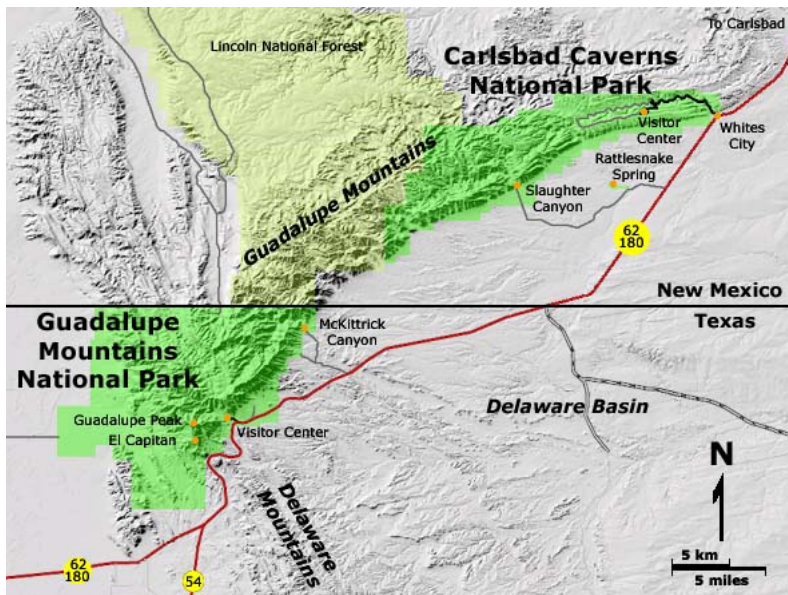 To Carlsbad
Lincoln National Forest
Carlsbad Caverns
National Park
Visitor
Center
Whites
City
Guadalupe Mountains
Rattlesnake
Spring
Slaughter
Canyon
62
180
New Mexico
Texas
Guadalupe
Mountains
National Park
McKittrick
Canyon
Delaware Basin
Guadalupe Peak
El Capitan
Visitor Center
N
Delaware
Mountains
5 km
5 miles
62
180
54